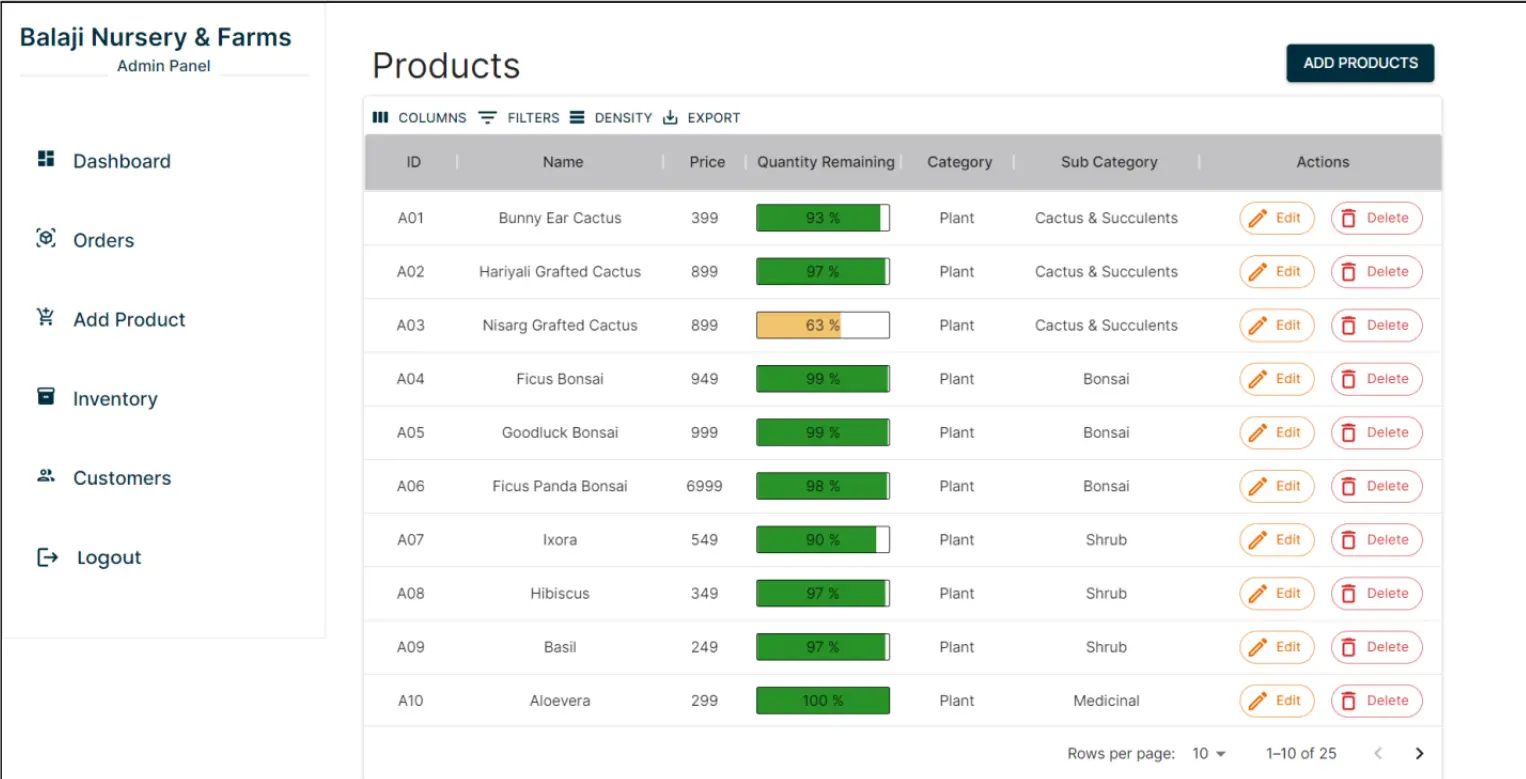 Balaji Nursery & Farms
Admin Panel
Dashboard
Orders
Add Product
Inventory
Customers
Logout
Products
ADD PRODUCTS
COLUMNS FILTERS DENSITY EXPORT
ID Name Price Quantity Remaining Category Sub Category Actions
A01 Bunny Ear Cactus 399 93 % Plant Cactus & Succulents Edit Delete
A02 Hariyali Grafted Cactus 899 97 % Plant Cactus & Succulents Edit Delete
A03 Nisarg Grafted Cactus 899 63 % Plant Cactus & Succulents Edit Delete
A04 Ficus Bonsai 949 99 % Plant Bonsai Edit Delete
A05 Goodluck Bonsai 999 99 % Plant Bonsai Edit Delete
A06 Ficus Panda Bonsai 6999 98 % Plant Bonsai Edit Delete
A07 Ixora 549 90 % Plant Shrub Edit Delete
A08 Hibiscus 349 97 % Plant Shrub Edit Delete
A09 Basil 249 97 % Plant Shrub Edit Delete
A10 Aloevera 299 100 % Plant Medicinal Edit Delete
Rows per page: 10 1–10 of 25